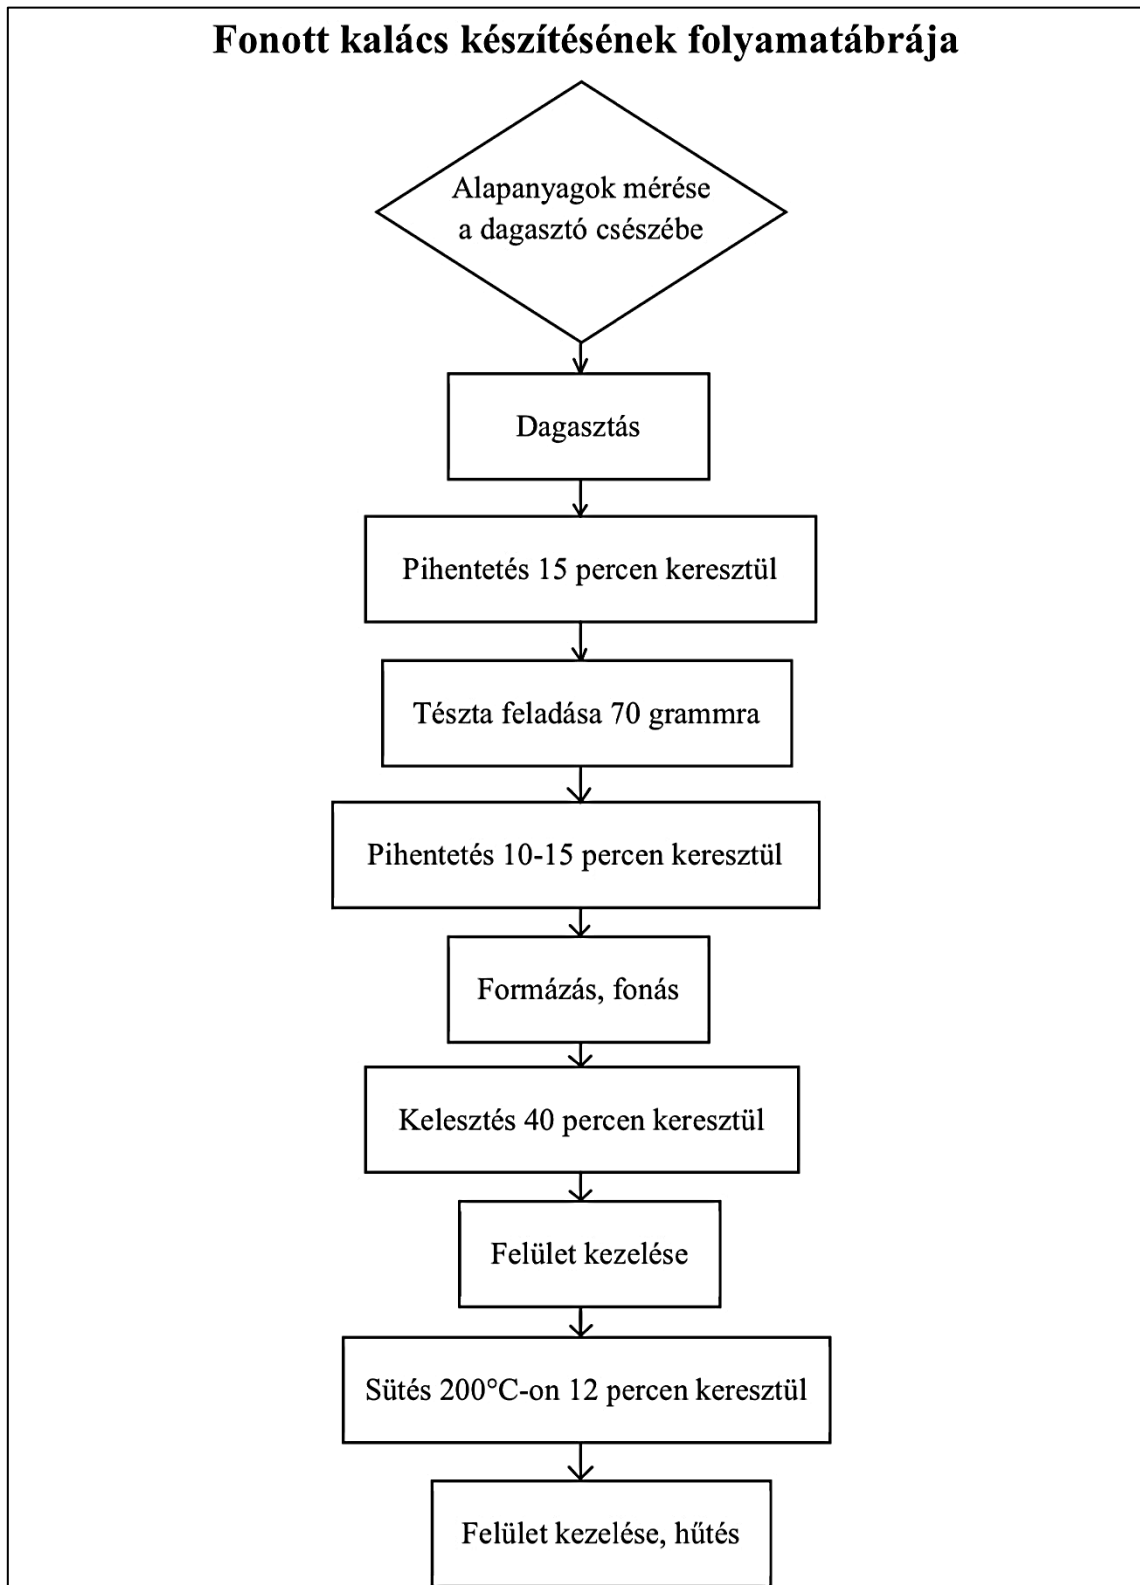 Fonott kalács készítésének folyamatábrája
Alapanyagok mérése
a dagasztó csészébe
Dagasztás
Pihentetés 15 percen keresztül
Tészta feladása 70 grammra
Pihentetés 10-15 percen keresztül
Formázás, fonás
Kelesztés 40 percen keresztül
Felület kezelése
Sütés 200°C-on 12 percen keresztül
Felület kezelése, hűtés